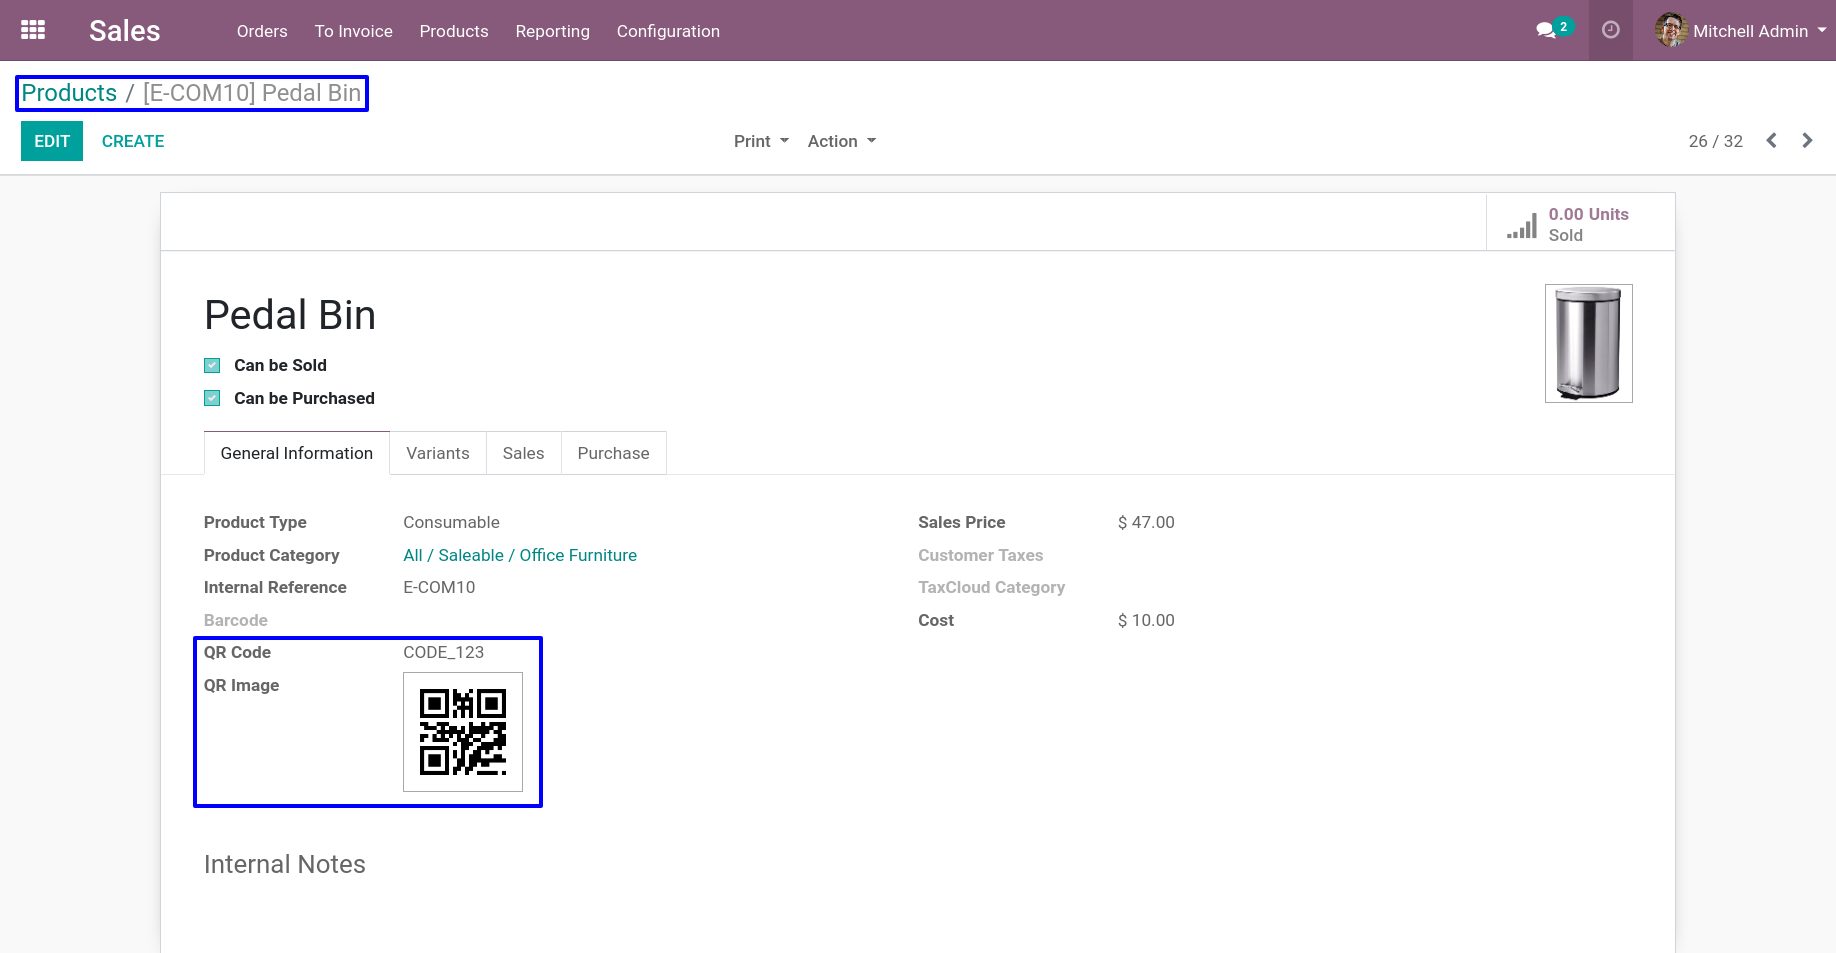 Sales Orders To Invoice Products Reporting Configuration 2 Mitchell Admin
Products / [E-COM10] Pedal Bin
EDIT CREATE Print Action 26 / 32
0.00 Units
Sold
Pedal Bin
Can be Sold
Can be Purchased
General Information Variants Sales Purchase
Product Type Consumable Sales Price $ 47.00
Product Category All / Saleable / Office Furniture Customer Taxes
Internal Reference E-COM10 TaxCloud Category
Barcode Cost $ 10.00
QR Code CODE_123
QR Image
Internal Notes